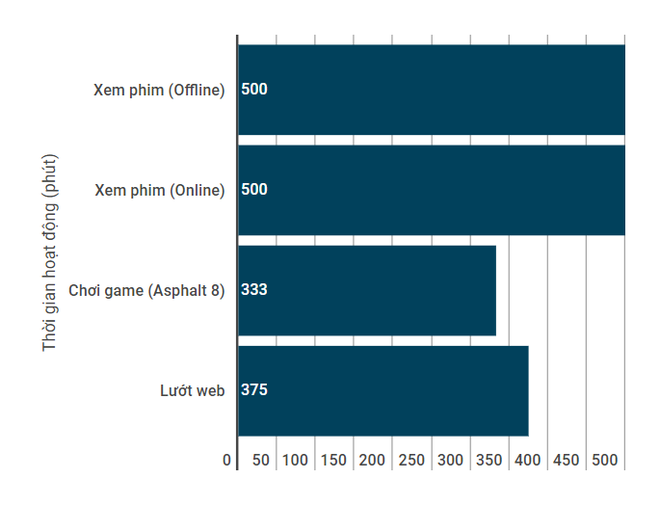 Thời gian hoạt động (phút)
Xem phim (Offline)
500
Xem phim (Online)
500
Chơi game (Asphalt 8)
333
Lướt web
375
0 50 100 150 200 250 300 350 400 450 500